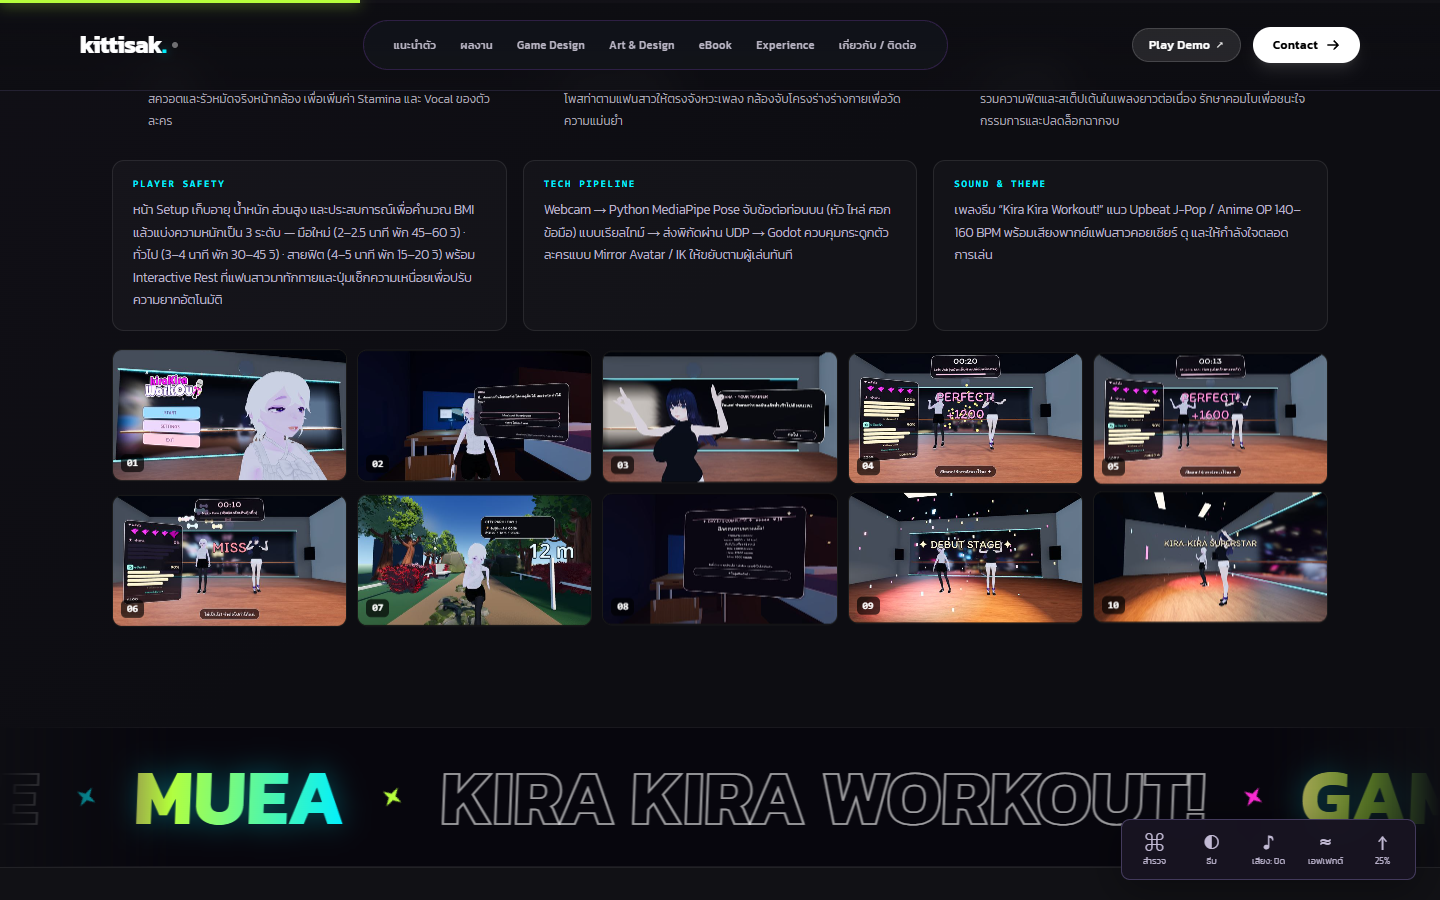 kittisak.
แนะนำตัว
ผลงาน
Game Design
Art & Design
eBook
Experience
เกี่ยวกับ / ติดต่อ
Play Demo ↗
Contact →
สควอตและรัวหมัดจริงหน้ากล้อง เพื่อเพิ่มค่า Stamina และ Vocal ของตัว
ละคร
โพสท่าตามแฟนสาวให้ตรงจังหวะเพลง กล้องจับโครงร่างร่างกายเพื่อวัด
ความแม่นยำ
รวมความฟิตและสเต็ปเต้นในเพลงยาวต่อเนื่อง รักษาคอมโบเพื่อชนะใจ
กรรมการและปลดล็อกฉากจบ
PLAYER SAFETY
หน้า Setup เก็บอายุ น้ำหนัก ส่วนสูง และประสบการณ์เพื่อคำนวณ BMI
แล้วแบ่งความหนักเป็น 3 ระดับ — มือใหม่ (2–2.5 นาที พัก 45–60 วิ) ·
ทั่วไป (3–4 นาที พัก 30–45 วิ) · สายฟิต (4–5 นาที พัก 15–20 วิ) พร้อม
Interactive Rest ที่แฟนสาวมาทักทายและปุ่มเช็กความเหนื่อยเพื่อปรับ
ความยากอัตโนมัติ
TECH PIPELINE
Webcam → Python MediaPipe Pose จับข้อต่อท่อนบน (หัว ไหล่ ศอก
ข้อมือ) แบบเรียลไทม์ → ส่งพิกัดผ่าน UDP → Godot ควบคุมกระดูกตัว
ละครแบบ Mirror Avatar / IK ให้ขยับตามผู้เล่นทันที
SOUND & THEME
เพลงธีม “Kira Kira Workout!” แนว Upbeat J-Pop / Anime OP 140–
160 BPM พร้อมเสียงพากย์แฟนสาวคอยเชียร์ ดุ และให้กำลังใจตลอด
การเล่น
KiraKira
WorkOut
START
SETTINGS
EXIT
01
02
03
00:20
PERFECT!
+1200
04
00:13
PERFECT!
+1600
05
00:10
MISS
06
12 m
07
08
✦ DEBUT STAGE ✦
09
KIRA-KIRA SUPERSTAR
10
E
MUEA
KIRA KIRA WORKOUT!
GAM
⌘
สำรวจ
ธีม
♪
เสียง: ปิด
≈
เอฟเฟกต์
↑
25%